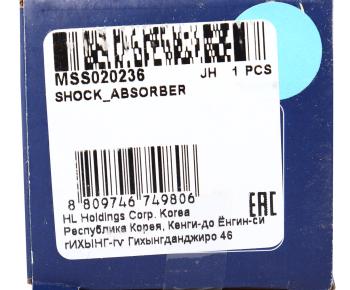 MSS020236 JH 1 PCS
SHOCK_ABSORBER
8 809746 749806
EAC
HL Holdings Corp. Korea
Республика Корея, Кенги-до Ёнгин-си
гИХЫНГ-гу Гихынгданджиро 46